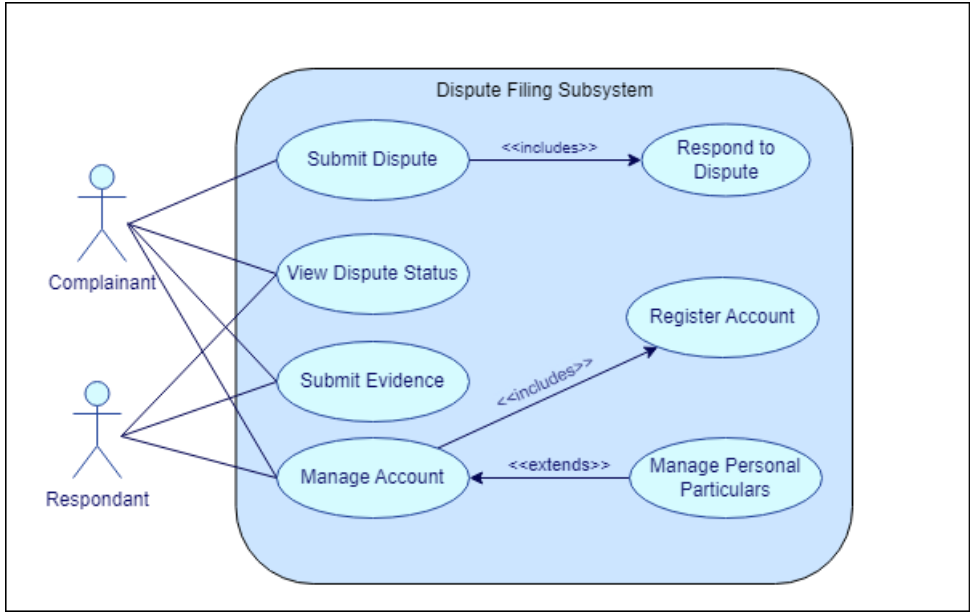 Dispute Filing Subsystem
Submit Dispute
<<includes>>
Respond to
Dispute
Complainant
View Dispute Status
Register Account
<<includes>>
Submit Evidence
Respondant
Manage Account
<<extends>>
Manage Personal
Particulars